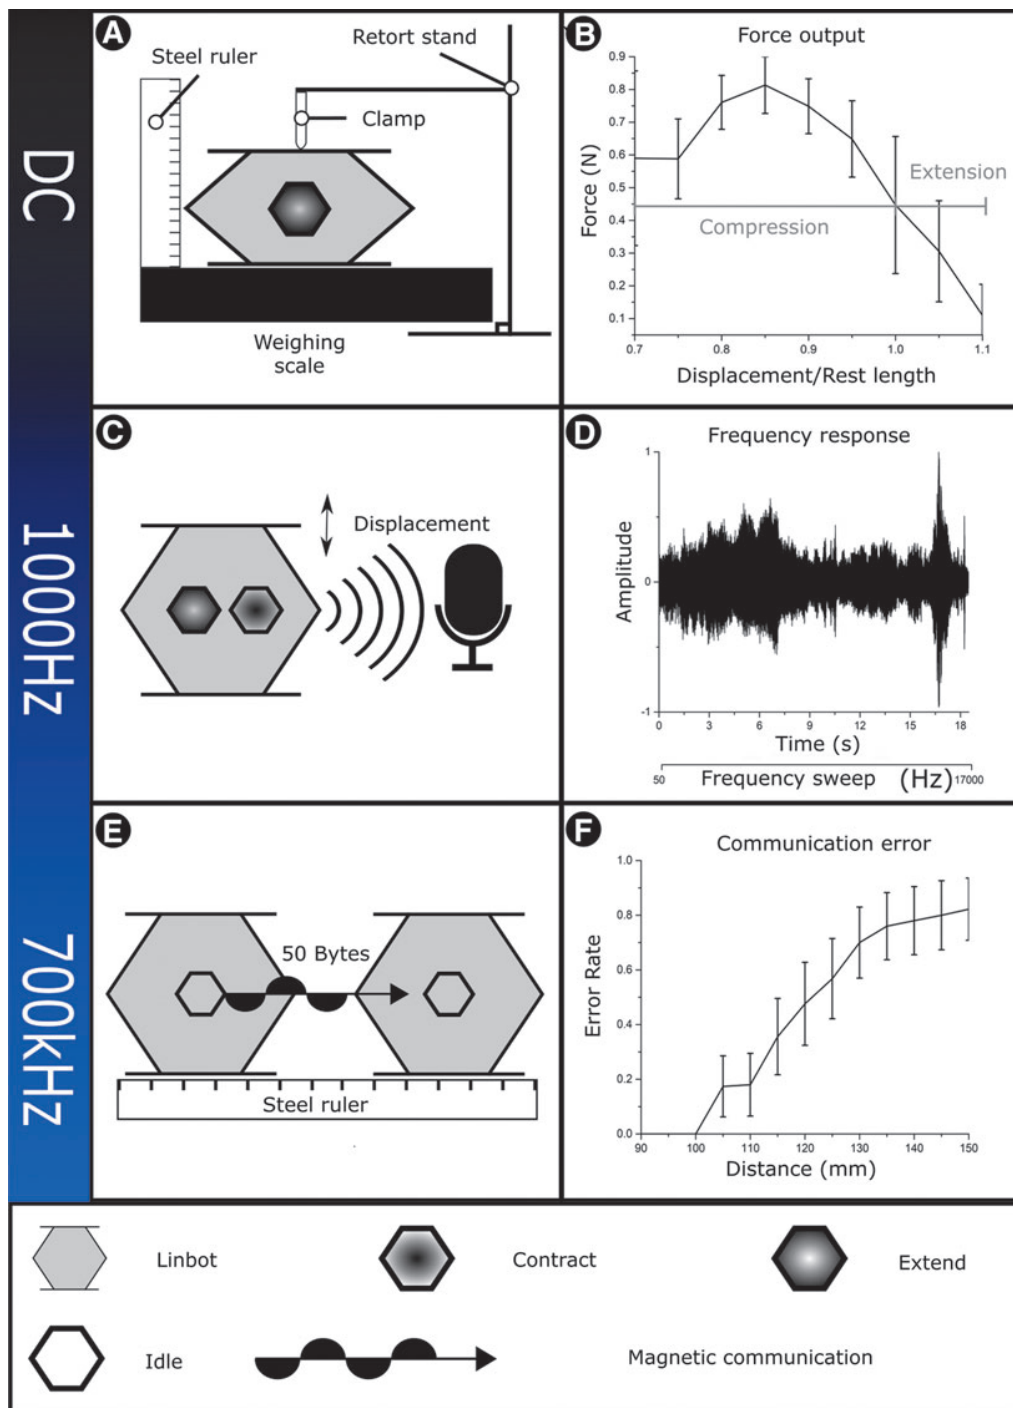 DC
1000Hz
700kHz
A
Steel ruler
Retort stand
Clamp
Weighing
scale
B
Force output
Force (N)
0.9
0.8
0.7
0.6
0.5
0.4
0.3
0.2
0.1
Extension
Compression
0.7 0.8 0.9 1.0 1.1
Displacement/Rest length
C
Displacement
D
Frequency response
Amplitude
1
0
-1
0 3 6 9 12 15 18
Time (s)
50 Frequency sweep (Hz) 17000
E
50 Bytes
Steel ruler
F
Communication error
Error Rate
1.0
0.8
0.6
0.4
0.2
0.0
90 100 110 120 130 140 150
Distance (mm)
Linbot
Contract
Extend
Idle
Magnetic communication